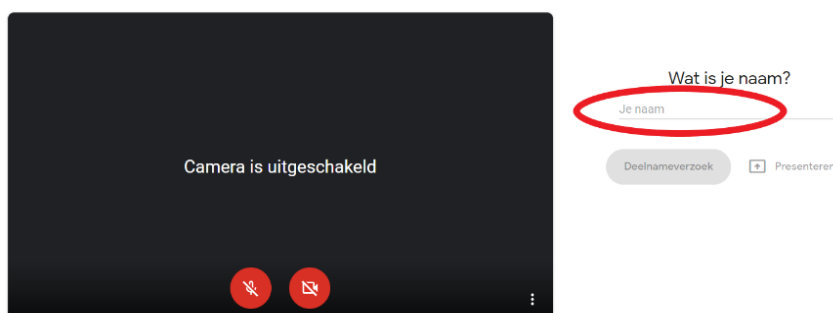 Wat is je naam?
Je naam
Camera is uitgeschakeld
Deelnameverzoek
Presenteren